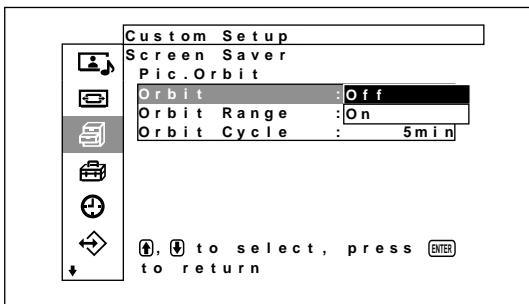 Custom Setup
Screen Saver
Pic.Orbit
Orbit : Off
Orbit Range : On
Orbit Cycle : 5min
, to select, press ENTER
to return